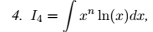 4. I₄ = ∫ xⁿ ln(x)dx,